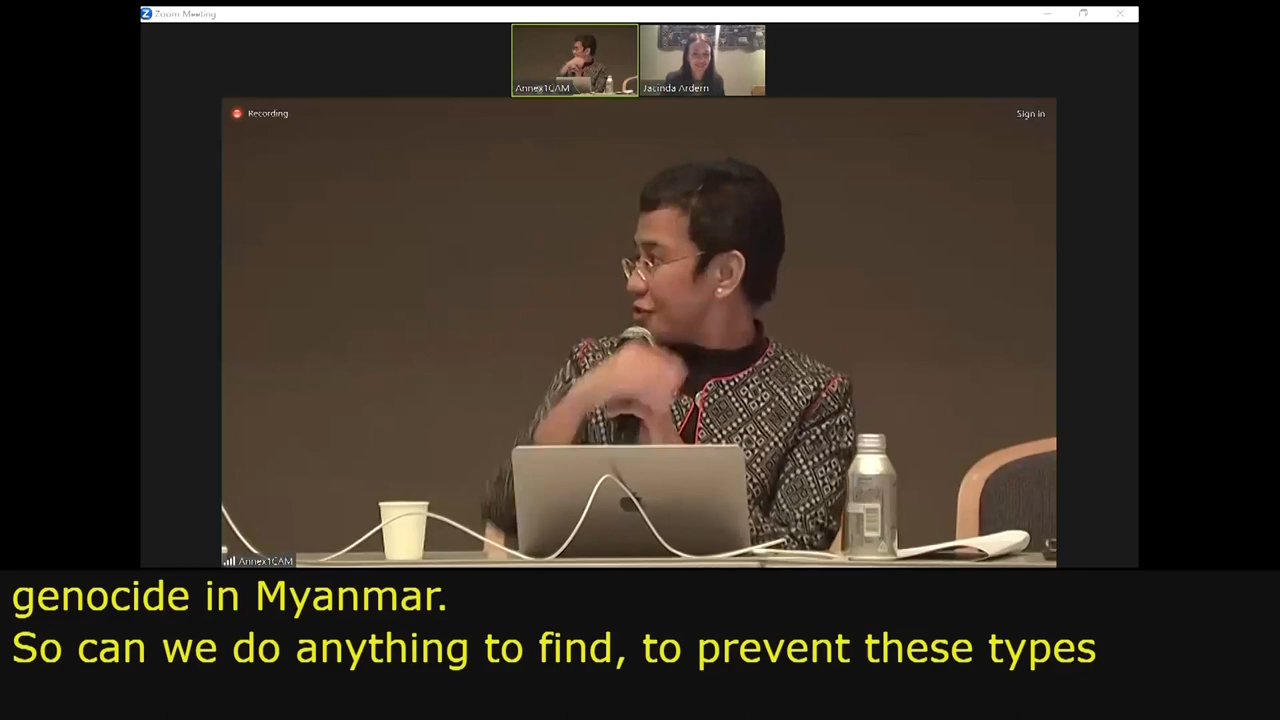 Zoom Meeting
Annex1CAM
Jacinda Ardern
Recording
Sign in
Annex1CAM
genocide in Myanmar.
So can we do anything to find, to prevent these types